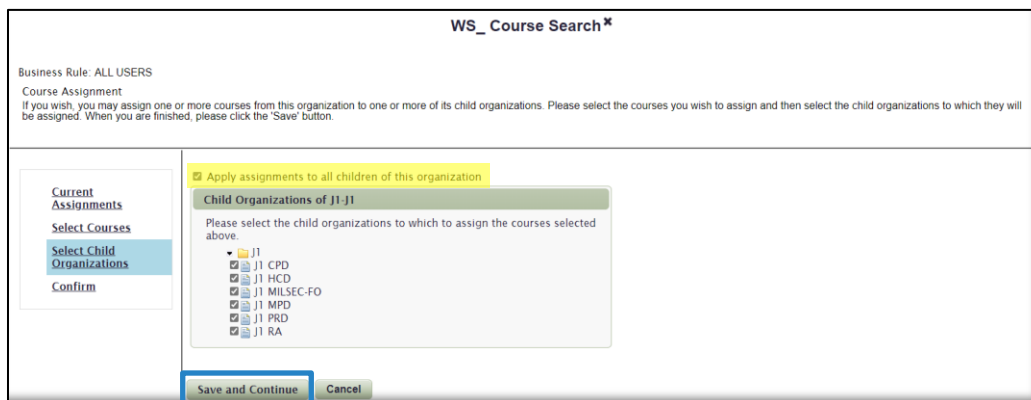 WS_ Course Search✖
Business Rule: ALL USERS
Course Assignment
If you wish, you may assign one or more courses from this organization to one or more of its child organizations. Please select the courses you wish to assign and then select the child organizations to which they will
be assigned. When you are finished, please click the 'Save' button.
Current
Assignments
Select Courses
Select Child
Organizations
Confirm
Apply assignments to all children of this organization
Child Organizations of J1-J1
Please select the child organizations to which to assign the courses selected
above.
J1
J1 CPD
J1 HCD
J1 MILSEC-FO
J1 MPD
J1 PRD
J1 RA
Save and Continue
Cancel